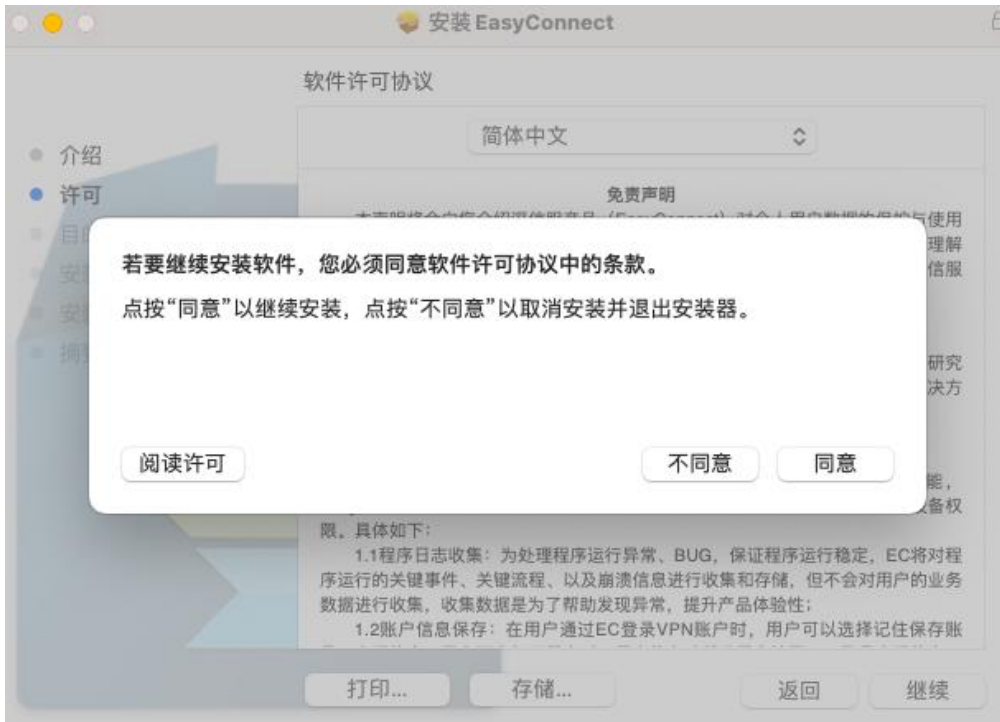 安装 EasyConnect
软件许可协议
简体中文
介绍
许可
免责声明
使用
理解
信服
若要继续安装软件，您必须同意软件许可协议中的条款。
点按“同意”以继续安装，点按“不同意”以取消安装并退出安装器。
研究
决方
阅读许可
不同意
同意
能，
设备权
限。具体如下：
1.1程序日志收集：为处理程序运行异常、BUG，保证程序运行稳定，EC将对程
序运行的关键事件、关键流程、以及崩溃信息进行收集和存储，但不会对用户的业务
数据进行收集，收集数据是为了帮助发现异常，提升产品体验性；
1.2账户信息保存：在用户通过EC登录VPN账户时，用户可以选择记住保存账
打印...
存储...
返回
继续